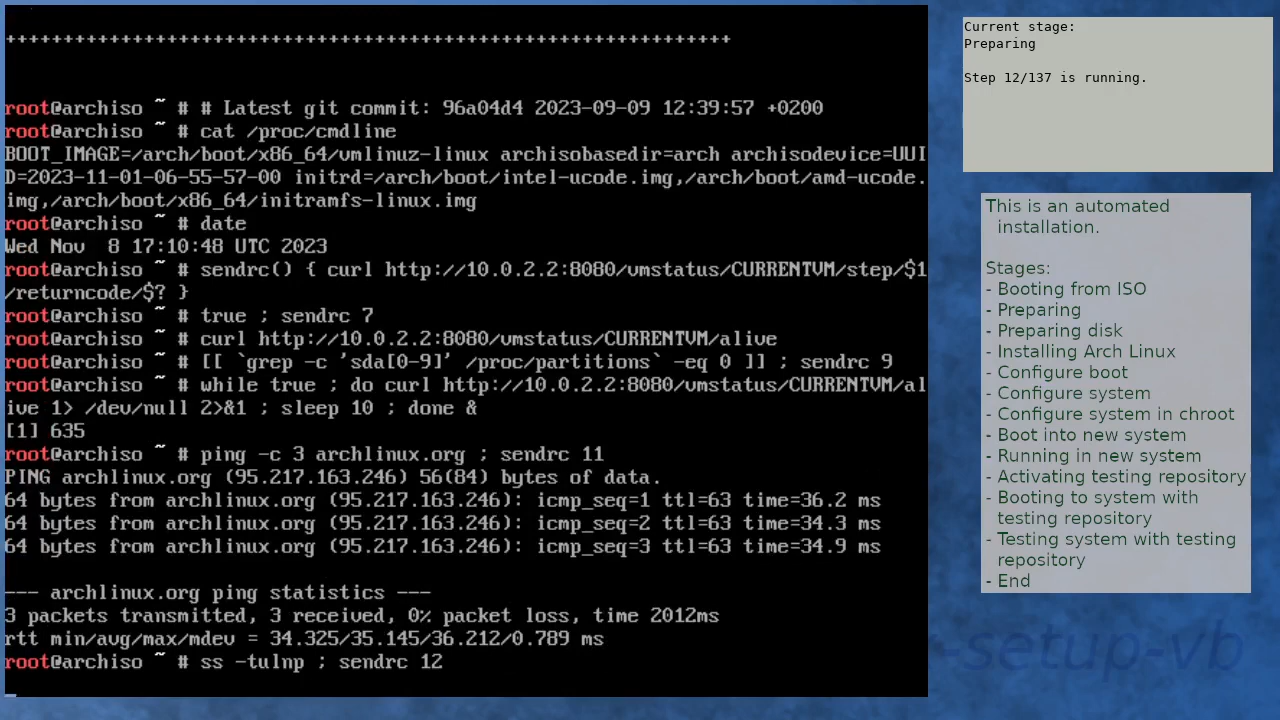 ++++++++++++++++++++++++++++++++++++++++++++++++++++++++++++++++
root@archiso ~ # # Latest git commit: 96a04d4 2023-09-09 12:39:57 +0200
root@archiso ~ # cat /proc/cmdline
BOOT_IMAGE=/arch/boot/x86_64/vmlinuz-linux archisobasedir=arch archisodevice=UUI
D=2023-11-01-06-55-57-00 initrd=/arch/boot/intel-ucode.img,/arch/boot/amd-ucode.
img,/arch/boot/x86_64/initramfs-linux.img
root@archiso ~ # date
Wed Nov  8 17:10:48 UTC 2023
root@archiso ~ # sendrc() { curl http://10.0.2.2:8080/vmstatus/CURRENTVM/step/$1
/returncode/$? }
root@archiso ~ # true ; sendrc 7
root@archiso ~ # curl http://10.0.2.2:8080/vmstatus/CURRENTVM/alive
root@archiso ~ # [[ `grep -c 'sda[0-9]' /proc/partitions` -eq 0 ]] ; sendrc 9
root@archiso ~ # while true ; do curl http://10.0.2.2:8080/vmstatus/CURRENTVM/al
ive 1> /dev/null 2>&1 ; sleep 10 ; done &
[1] 635
root@archiso ~ # ping -c 3 archlinux.org ; sendrc 11
PING archlinux.org (95.217.163.246) 56(84) bytes of data.
64 bytes from archlinux.org (95.217.163.246): icmp_seq=1 ttl=63 time=36.2 ms
64 bytes from archlinux.org (95.217.163.246): icmp_seq=2 ttl=63 time=34.3 ms
64 bytes from archlinux.org (95.217.163.246): icmp_seq=3 ttl=63 time=34.9 ms
--- archlinux.org ping statistics ---
3 packets transmitted, 3 received, 0% packet loss, time 2012ms
rtt min/avg/max/mdev = 34.325/35.145/36.212/0.789 ms
root@archiso ~ # ss -tulnp ; sendrc 12
Current stage:
Preparing
Step 12/137 is running.
This is an automated
installation.
Stages:
- Booting from ISO
- Preparing
- Preparing disk
- Installing Arch Linux
- Configure boot
- Configure system
- Configure system in chroot
- Boot into new system
- Running in new system
- Activating testing repository
- Booting to system with
testing repository
- Testing system with testing
repository
- End
-setup-vb